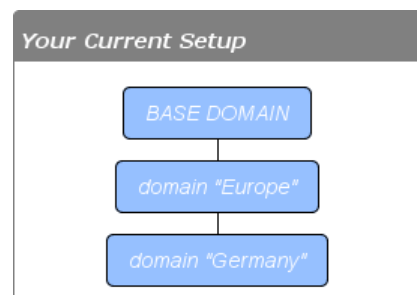 Your Current Setup
BASE DOMAIN
domain "Europe"
domain "Germany"